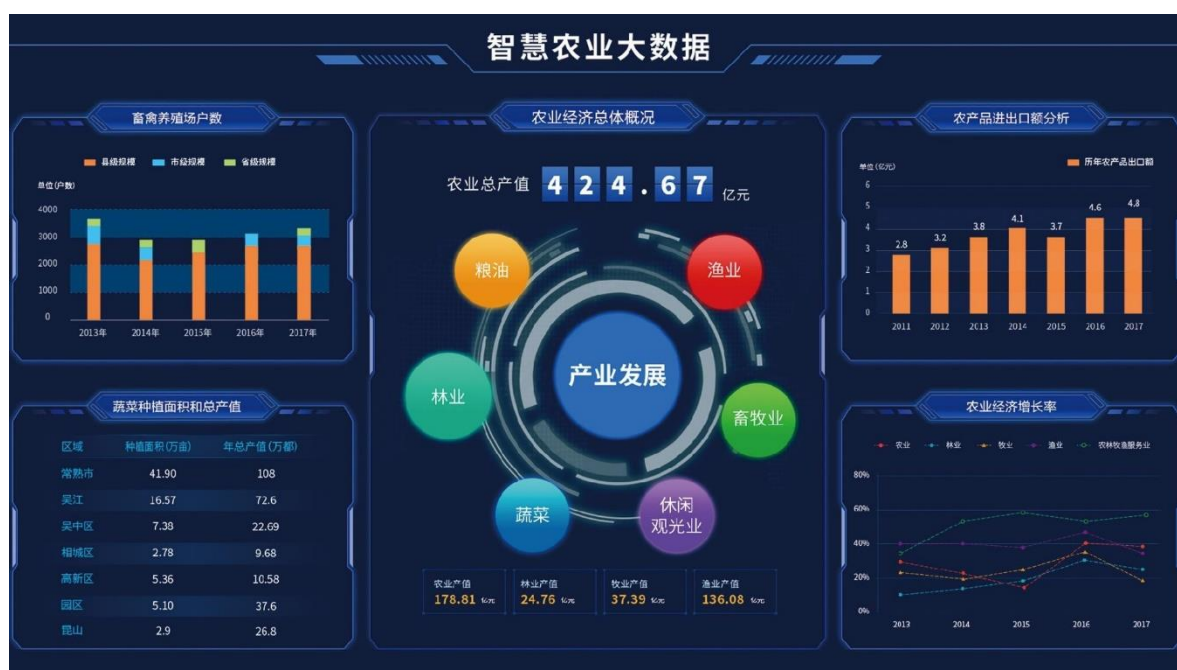 智慧农业大数据
畜禽养殖场户数
县级规模 市级规模 省级规模
单位(户数)
4000
3000
2000
1000
0
2013年 2014年 2015年 2016年 2017年
蔬菜种植面积和总产值
区域 种植面积(万亩) 年总产值(万都)
常熟市 41.90 108
吴江 16.57 72.6
吴中区 7.38 22.69
相城区 2.78 9.68
高新区 5.36 10.58
园区 5.10 37.6
昆山 2.9 26.8
农业经济总体概况
农业总产值 424.67 亿元
粮油
渔业
林业
产业发展
畜牧业
蔬菜
休闲
观光业
农业产值 林业产值 牧业产值 渔业产值
178.81 亿元 24.76 亿元 37.39 亿元 136.08 亿元
农产品进出口额分析
单位(亿元)
历年农产品出口额
6
5
4
3
2
1
0
2.8 3.2 3.8 4.1 3.7 4.6 4.8
2011 2012 2013 2014 2015 2016 2017
农业经济增长率
农业 林业 牧业 渔业 农林牧渔服务业
80%
60%
40%
20%
0%
2013 2014 2015 2016 2017